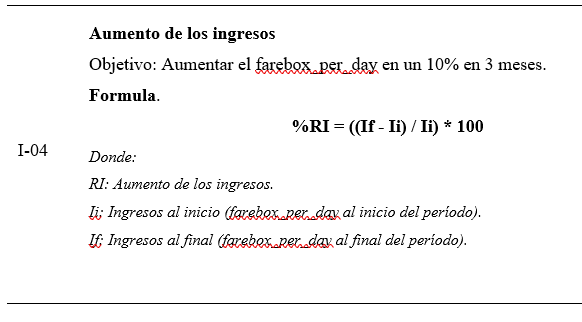 Aumento de los ingresos
Objetivo: Aumentar el farebox_per_day en un 10% en 3 meses.
Formula.
%RI = ((If - Ii) / Ii) * 100
I-04
Donde:
RI: Aumento de los ingresos.
Ii: Ingresos al inicio (farebox_per_day al inicio del período).
If: Ingresos al final (farebox_per_day al final del período).